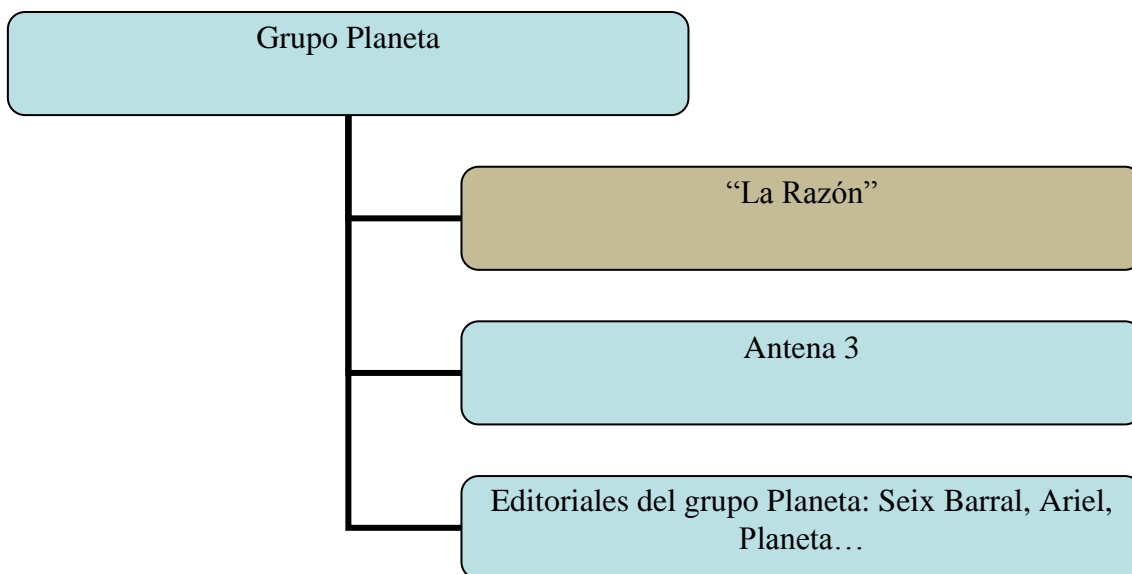 Grupo Planeta
“La Razón”
Antena 3
Editoriales del grupo Planeta: Seix Barral, Ariel,
Planeta…